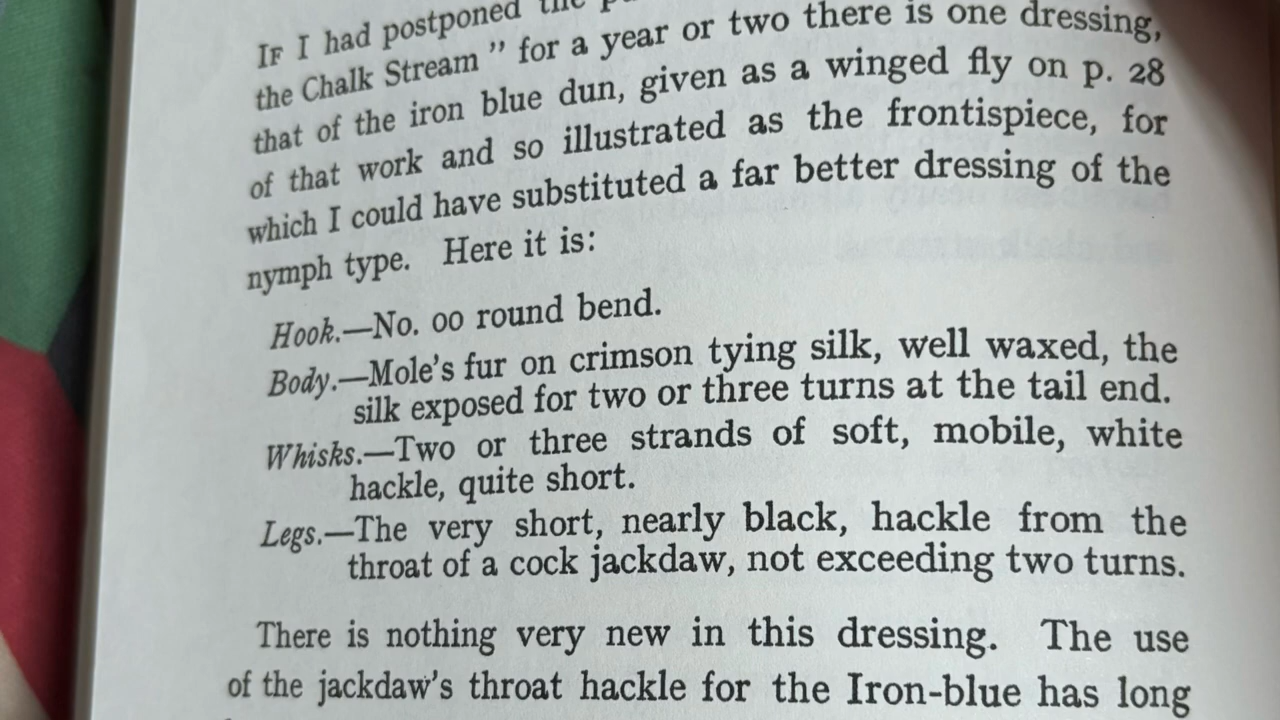 IF I had postponed the
the Chalk Stream ” for a year or two there is one dressing,
that of the iron blue dun, given as a winged fly on p. 28
of that work and so illustrated as the frontispiece, for
which I could have substituted a far better dressing of the
nymph type. Here it is:
Hook.—No. 00 round bend.
Body.—Mole's fur on crimson tying silk, well waxed, the
silk exposed for two or three turns at the tail end.
Whisks.—Two or three strands of soft, mobile, white
hackle, quite short.
Legs.—The very short, nearly black, hackle from the
throat of a cock jackdaw, not exceeding two turns.
There is nothing very new in this dressing. The use
of the jackdaw's throat hackle for the Iron-blue has long